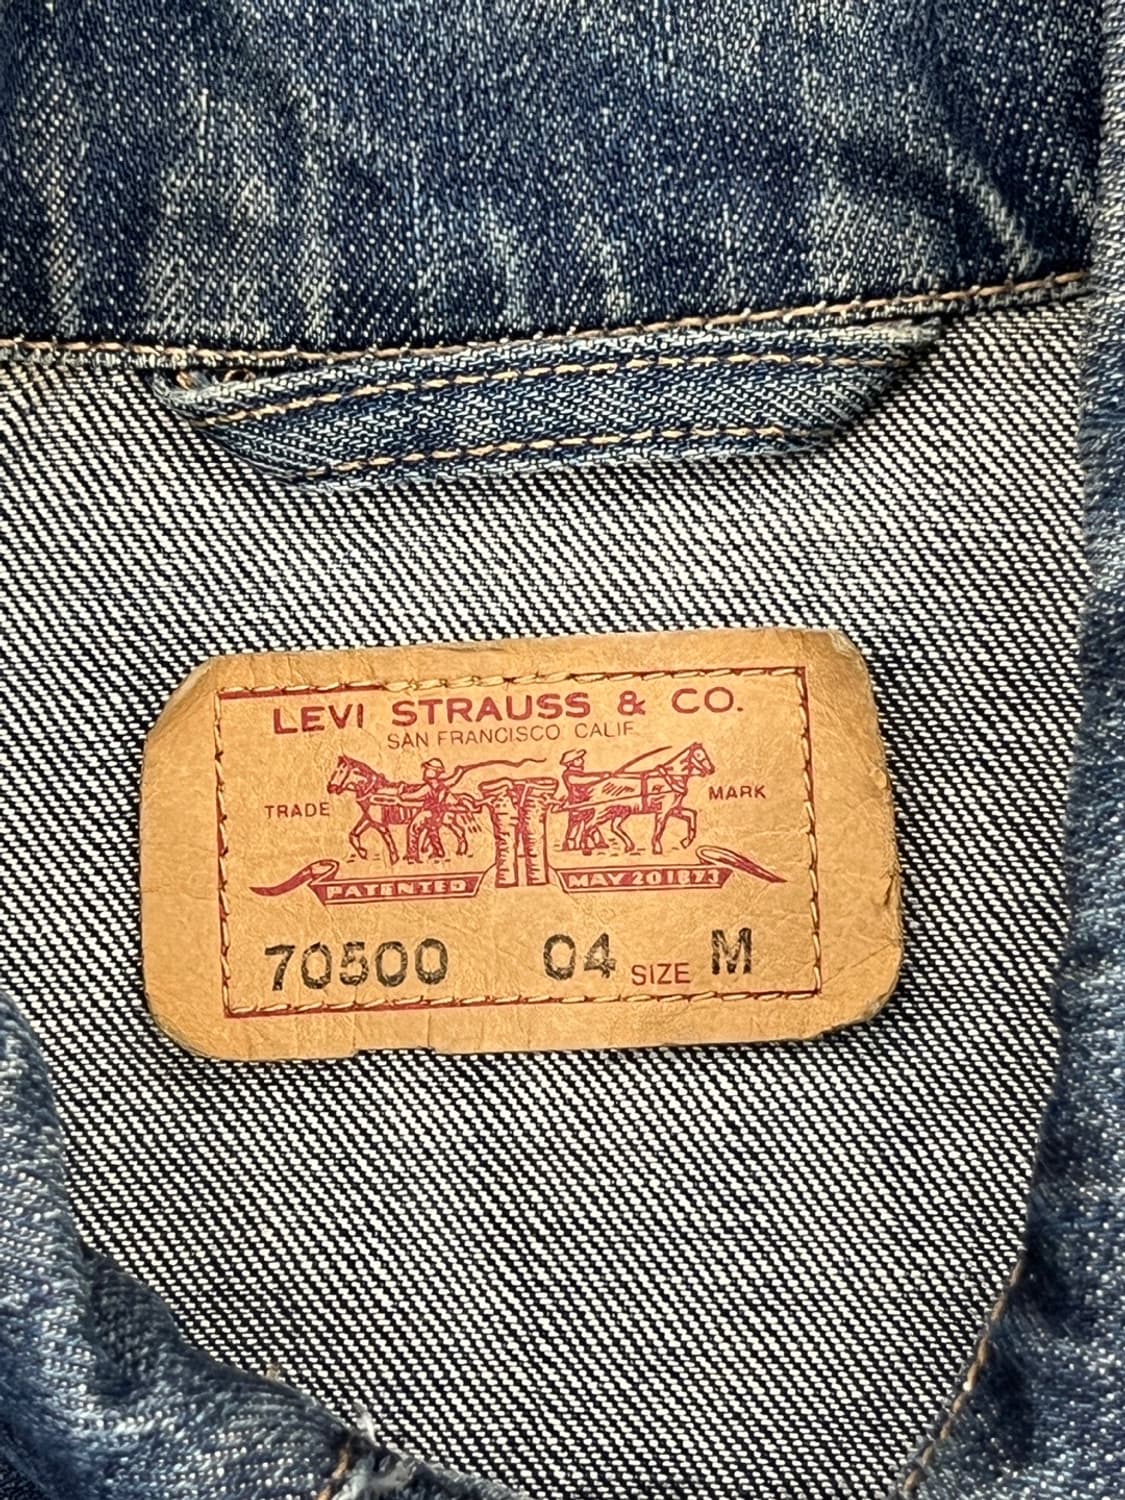 LEVI STRAUSS & CO.
SAN FRANCISCO CALIF
TRADE MARK
PATENTED MAY 20 1873
70500 04 SIZE M